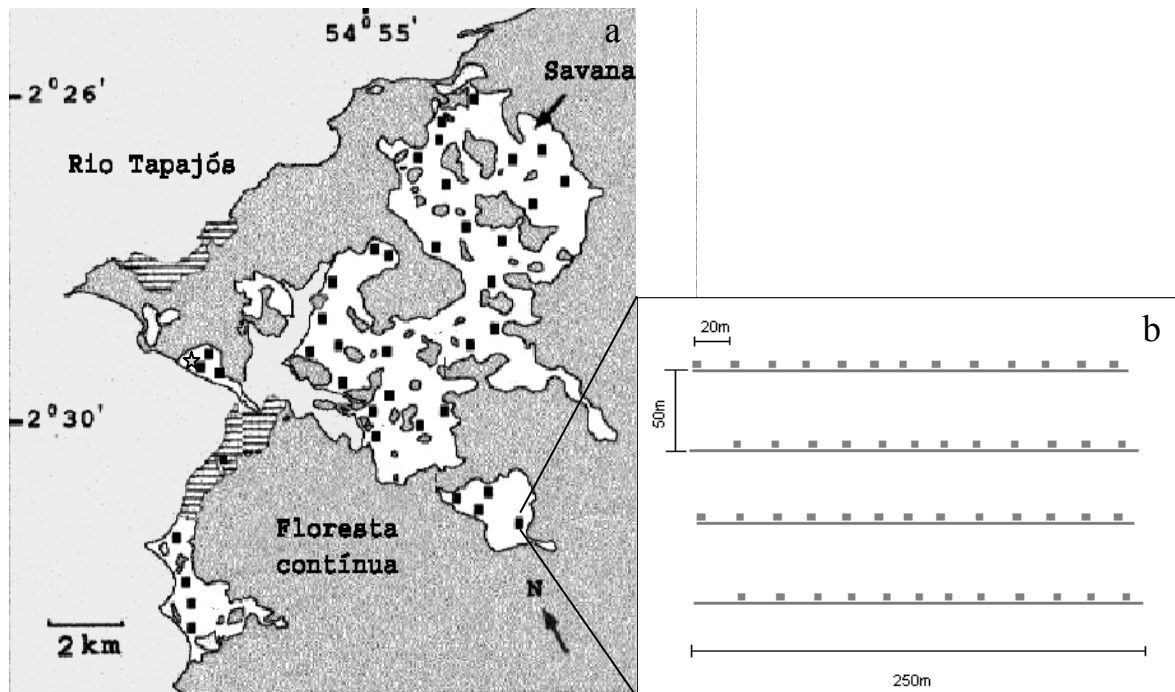 54° 55'
a
Savana
2° 26'
Rio Tapajós
b
20m
50m
2° 30'
Floresta
contínua
N
2 km
250m